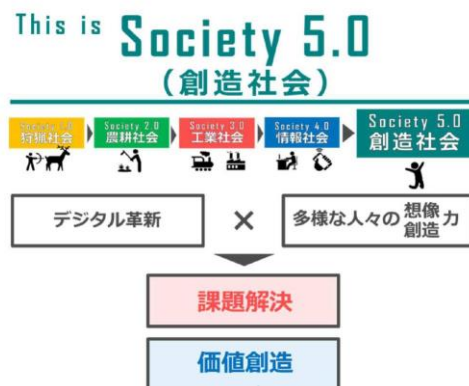 This is Society 5.0
(創造社会)
Society 1.0 Society 2.0 Society 3.0 Society 4.0 Society 5.0
狩猟社会 農耕社会 工業社会 情報社会 創造社会
デジタル革新 × 多様な人々の 想像 創造 力
課題解決
価値創造